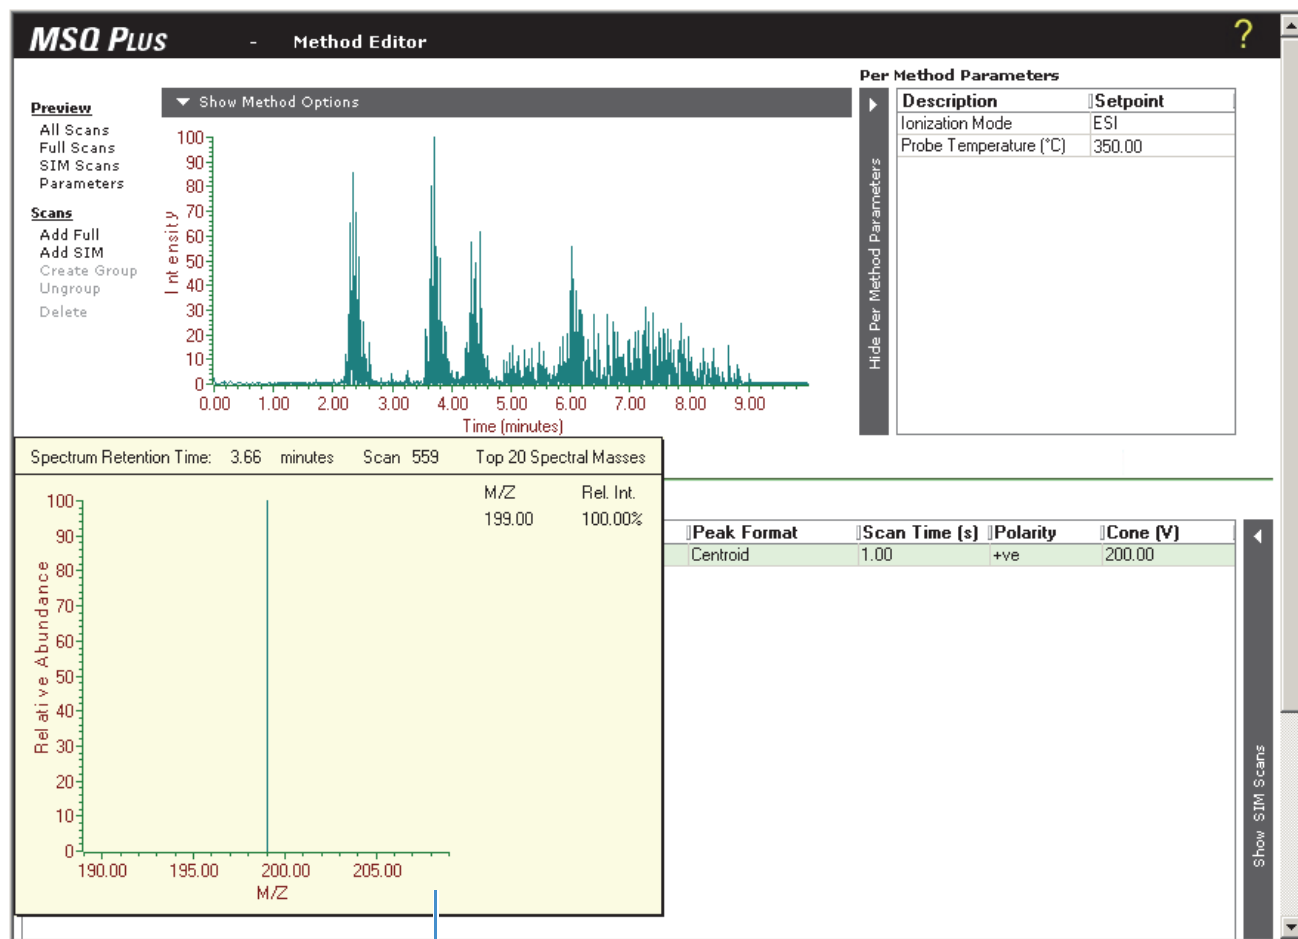 MSQ PLUS - Method Editor ?
Per Method Parameters
Preview
All Scans
Full Scans
SIM Scans
Parameters
Scans
Add Full
Add SIM
Create Group
Ungroup
Delete
Show Method Options
100
90
80
70
60
50
40
30
20
10
0
Intensity
0.00 1.00 2.00 3.00 4.00 5.00 6.00 7.00 8.00 9.00
Time (minutes)
Hide Per Method Parameters
Description Setpoint
Ionization Mode ESI
Probe Temperature (°C) 350.00
Spectrum Retention Time: 3.66 minutes Scan 559 Top 20 Spectral Masses
M/Z Rel. Int.
199.00 100.00%
100
90
80
70
60
50
40
30
20
10
0
Relative Abundance
190.00 195.00 200.00 205.00
M/Z
Peak Format Scan Time (s) Polarity Cone (V)
Centroid 1.00 +ve 200.00
Show SIM Scans